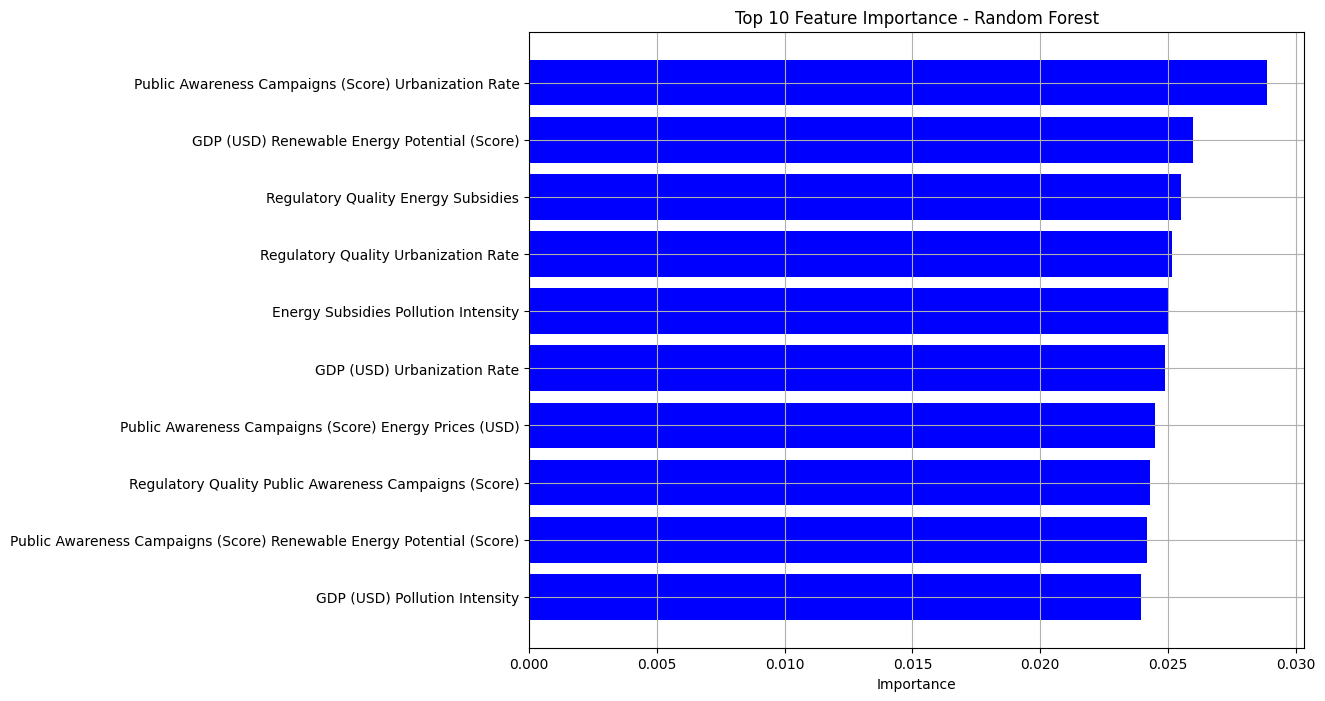 Top 10 Feature Importance - Random Forest
Public Awareness Campaigns (Score) Urbanization Rate
GDP (USD) Renewable Energy Potential (Score)
Regulatory Quality Energy Subsidies
Regulatory Quality Urbanization Rate
Energy Subsidies Pollution Intensity
GDP (USD) Urbanization Rate
Public Awareness Campaigns (Score) Energy Prices (USD)
Regulatory Quality Public Awareness Campaigns (Score)
Public Awareness Campaigns (Score) Renewable Energy Potential (Score)
GDP (USD) Pollution Intensity
0.000 0.005 0.010 0.015 0.020 0.025 0.030
Importance